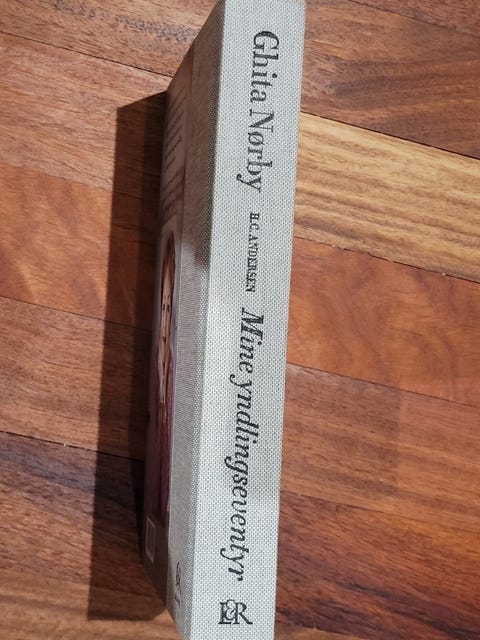 Ghita Nørby
H.C. ANDERSEN
Mine yndlingseventyr
L&R